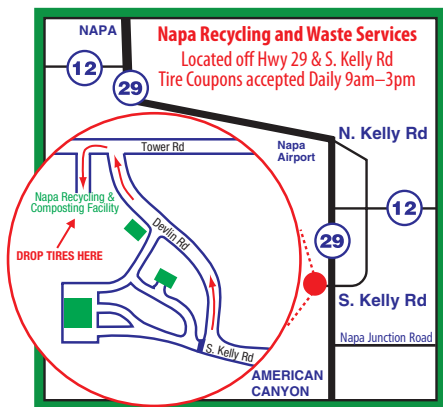 NAPA
Napa Recycling and Waste Services
Located off Hwy 29 & S. Kelly Rd
Tire Coupons accepted Daily 9am–3pm
12
29
N. Kelly Rd
Tower Rd
Napa
Airport
Napa Recycling &
Composting Facility
12
Devlin Rd
29
DROP TIRES HERE
S. Kelly Rd
Napa Junction Road
S. Kelly Rd
AMERICAN
CANYON